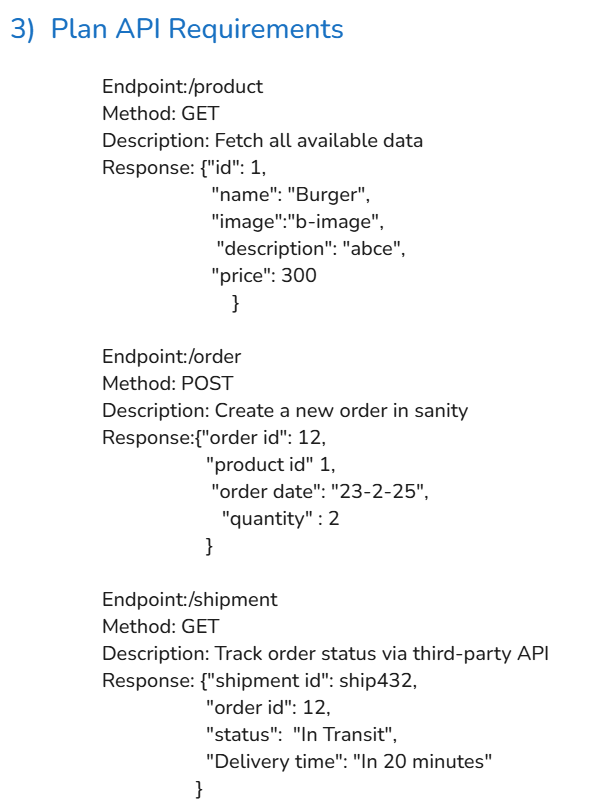 3) Plan API Requirements
Endpoint:/product
Method: GET
Description: Fetch all available data
Response: {"id": 1,
"name": "Burger",
"image":"b-image",
"description": "abce",
"price": 300
}
Endpoint:/order
Method: POST
Description: Create a new order in sanity
Response:{"order id": 12,
"product id" 1,
"order date": "23-2-25",
"quantity" : 2
}
Endpoint:/shipment
Method: GET
Description: Track order status via third-party API
Response: {"shipment id": ship432,
"order id": 12,
"status":  "In Transit",
"Delivery time": "In 20 minutes"
}